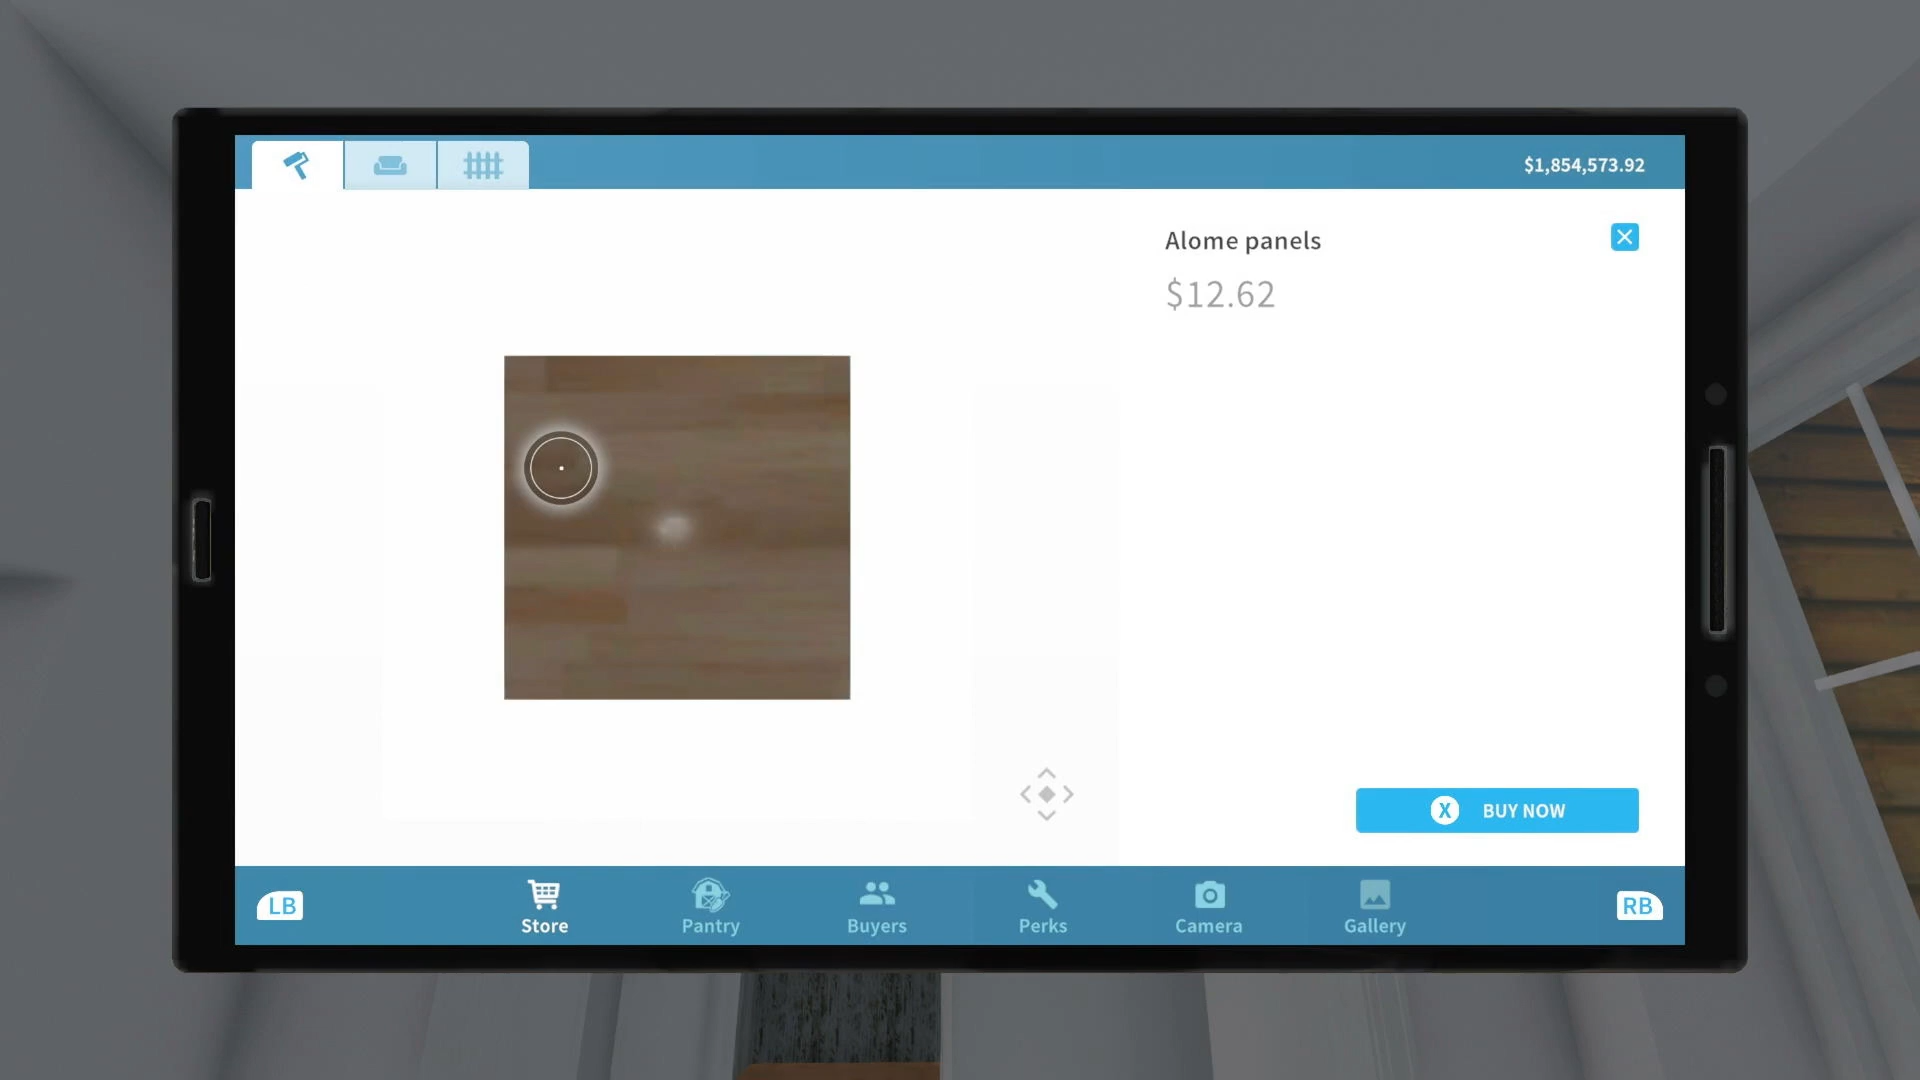 $1,854,573.92
Alome panels
$12.62
X BUY NOW
LB
Store
Pantry
Buyers
Perks
Camera
Gallery
RB